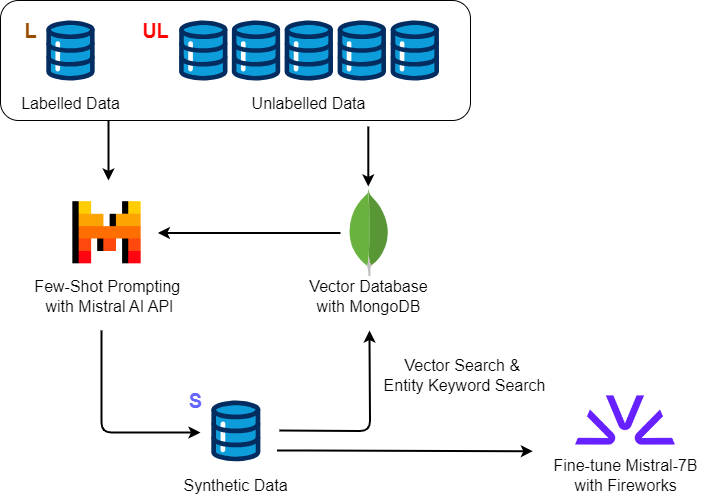 L
UL
Labelled Data
Unlabelled Data
Few-Shot Prompting
with Mistral AI API
Vector Database
with MongoDB
Vector Search &
Entity Keyword Search
S
Synthetic Data
Fine-tune Mistral-7B
with Fireworks